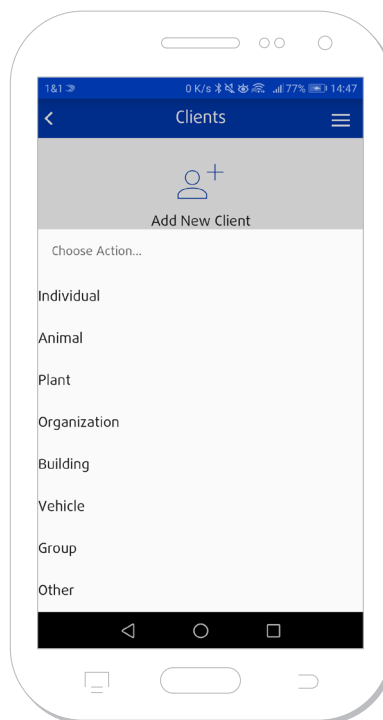 1&1 0 K/s 77% 14:47
Clients
Add New Client
Choose Action...
Individual
Animal
Plant
Organization
Building
Vehicle
Group
Other